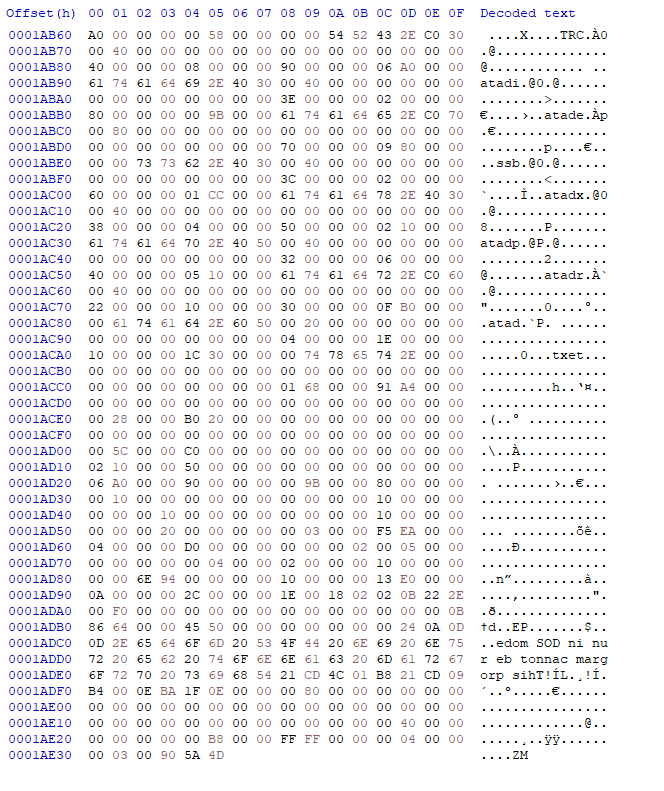 Offset(h) 00 01 02 03 04 05 06 07 08 09 0A 0B 0C 0D 0E 0F Decoded text
0001AB60 A0 00 00 00 00 58 00 00 00 00 54 52 43 2E C0 30  ....X....TRC.À0
0001AB70 00 40 00 00 00 00 00 00 00 00 00 00 00 00 00 00 .@..............
0001AB80 40 00 00 00 08 00 00 00 90 00 00 00 06 A0 00 00 @............ ..
0001AB90 61 74 61 64 69 2E 40 30 00 40 00 00 00 00 00 00 atadi.@0.@......
0001ABA0 00 00 00 00 00 00 00 00 3E 00 00 00 02 00 00 00 ........>.......
0001ABB0 80 00 00 00 00 9B 00 00 61 74 61 64 65 2E C0 70 €....›..atade.Àp
0001ABC0 00 80 00 00 00 00 00 00 00 00 00 00 00 00 00 00 .€..............
0001ABD0 00 00 00 00 00 00 00 00 70 00 00 00 09 80 00 00 ........p....€..
0001ABE0 00 00 73 73 62 2E 40 30 00 40 00 00 00 00 00 00 ..ssb.@0.@......
0001ABF0 00 00 00 00 00 00 00 00 3C 00 00 00 02 00 00 00 ........<.......
0001AC00 60 00 00 00 01 CC 00 00 61 74 61 64 78 2E 40 30 `....Ì..atadx.@0
0001AC10 00 40 00 00 00 00 00 00 00 00 00 00 00 00 00 00 .@..............
0001AC20 38 00 00 00 04 00 00 00 50 00 00 00 02 10 00 00 8.......P.......
0001AC30 61 74 61 64 70 2E 40 50 00 40 00 00 00 00 00 00 atadp.@P.@......
0001AC40 00 00 00 00 00 00 00 00 32 00 00 00 06 00 00 00 ........2.......
0001AC50 40 00 00 00 05 10 00 00 61 74 61 64 72 2E C0 60 @.......atadr.À`
0001AC60 00 40 00 00 00 00 00 00 00 00 00 00 00 00 00 00 .@..............
0001AC70 22 00 00 00 10 00 00 00 30 00 00 00 0F B0 00 00 ".......0....°..
0001AC80 00 61 74 61 64 2E 60 50 00 20 00 00 00 00 00 00 .atad.`P. ......
0001AC90 00 00 00 00 00 00 00 00 04 00 00 00 1E 00 00 00 ................
0001ACA0 10 00 00 00 1C 30 00 00 00 74 78 65 74 2E 00 00 .....0...txet...
0001ACB0 00 00 00 00 00 00 00 00 00 00 00 00 00 00 00 00 ................
0001ACC0 00 00 00 00 00 00 00 00 01 68 00 00 91 A4 00 00 .........h..‘¤..
0001ACD0 00 00 00 00 00 00 00 00 00 00 00 00 00 00 00 00 ................
0001ACE0 00 28 00 00 B0 20 00 00 00 00 00 00 00 00 00 00 .(..° ..........
0001ACF0 00 00 00 00 00 00 00 00 00 00 00 00 00 00 00 00 ................
0001AD00 00 5C 00 00 C0 00 00 00 00 00 00 00 00 00 00 00 .\..À...........
0001AD10 02 10 00 00 50 00 00 00 00 00 00 00 00 00 00 00 ....P...........
0001AD20 06 A0 00 00 90 00 00 00 00 9B 00 00 80 00 00 00 . .......›..€...
0001AD30 00 10 00 00 00 00 00 00 00 00 00 00 10 00 00 00 ................
0001AD40 00 00 00 10 00 00 00 00 00 00 00 00 10 00 00 00 ................
0001AD50 00 00 00 20 00 00 00 00 00 03 00 00 F5 EA 00 00 ... ........õê..
0001AD60 04 00 00 00 D0 00 00 00 00 00 00 02 00 05 00 00 ....Ð...........
0001AD70 00 00 00 00 00 04 00 00 02 00 00 00 10 00 00 00 ................
0001AD80 00 00 6E 94 00 00 00 00 10 00 00 00 13 E0 00 00 ..n”.........à..
0001AD90 0A 00 00 00 2C 00 00 00 1E 00 18 02 02 0B 22 2E ....,.........".
0001ADA0 00 F0 00 00 00 00 00 00 00 00 00 00 00 00 00 0B .ð..............
0001ADB0 86 64 00 00 45 50 00 00 00 00 00 00 24 0A 0D †d..EP......$..
0001ADC0 0D 2E 65 64 6F 6D 20 53 4F 44 20 6E 69 20 6E 75 ..edom SOD ni nu
0001ADD0 72 20 65 62 20 74 6F 6E 6E 61 63 20 6D 61 72 67 r eb tonnac marg
0001ADE0 6F 72 70 20 73 69 68 54 21 CD 4C 01 B8 21 CD 09 orp sihT!ÍL.¸!Í.
0001ADF0 B4 00 0E BA 1F 0E 00 00 00 80 00 00 00 00 00 00 ´..º.....€......
0001AE00 00 00 00 00 00 00 00 00 00 00 00 00 00 00 00 00 ................
0001AE10 00 00 00 00 00 00 00 00 00 00 00 00 00 40 00 00 .............@..
0001AE20 00 00 00 00 00 B8 00 00 FF FF 00 00 00 04 00 00 .....¸..ÿÿ......
0001AE30 00 03 00 90 5A 4D ....ZM